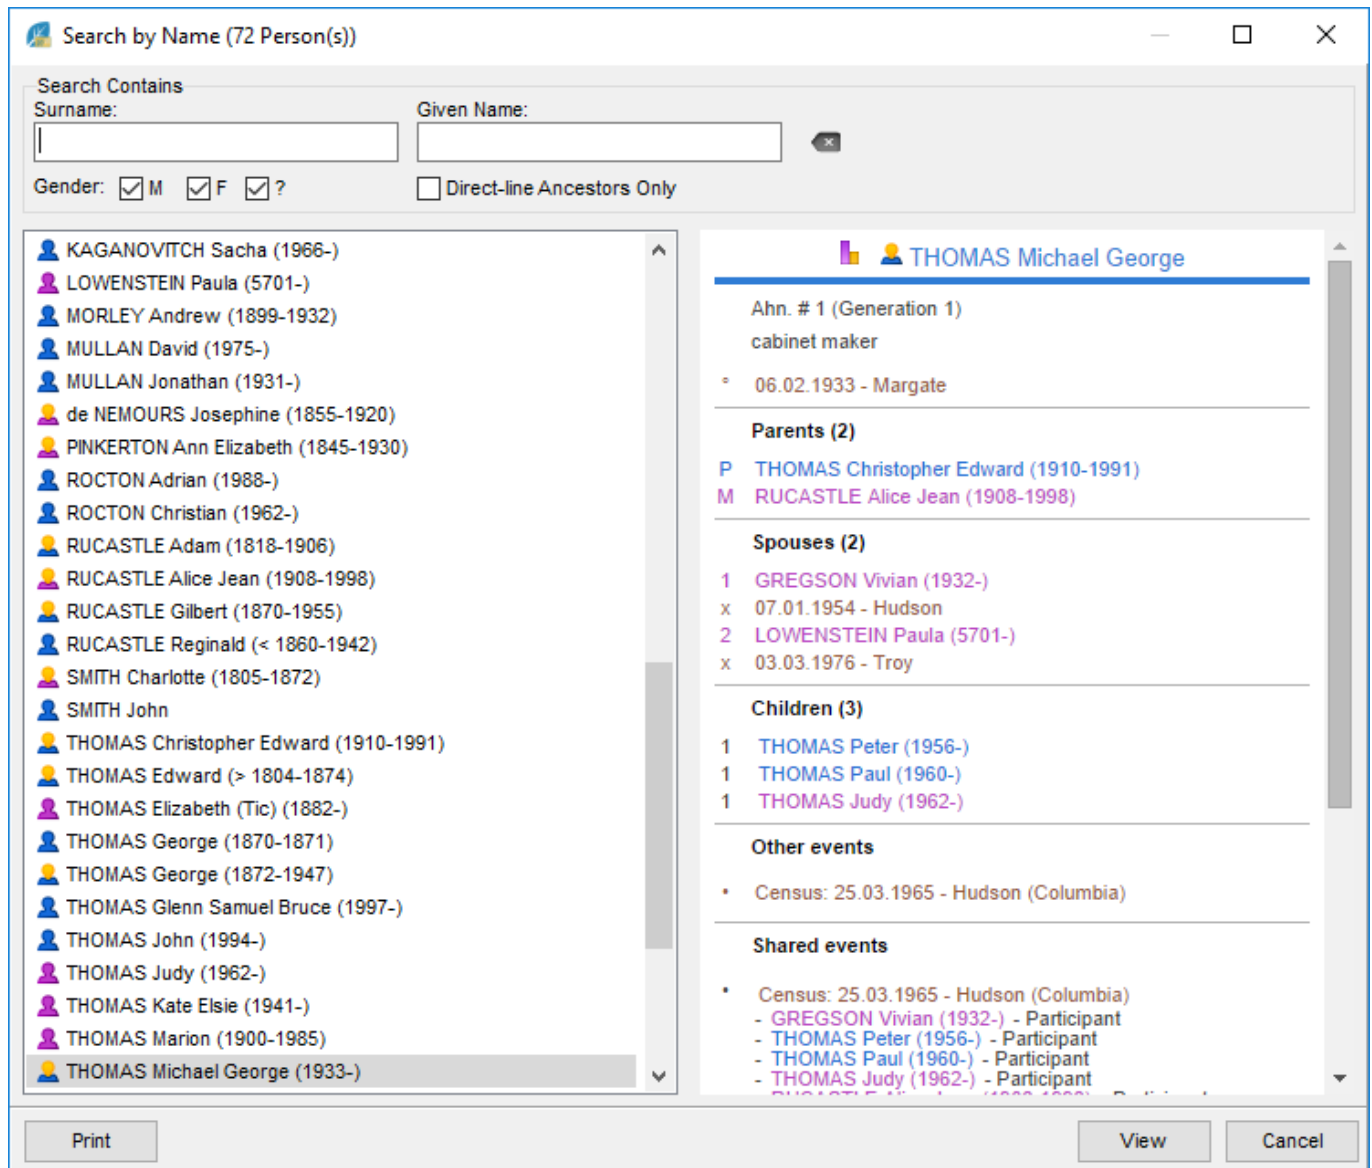 Search by Name (72 Person(s))
Search Contains
Surname:
Given Name:
Gender: M F ?
Direct-line Ancestors Only
KAGANOVITCH Sacha (1966-)
LOWENSTEIN Paula (5701-)
MORLEY Andrew (1899-1932)
MULLAN David (1975-)
MULLAN Jonathan (1931-)
de NEMOURS Josephine (1855-1920)
PINKERTON Ann Elizabeth (1845-1930)
ROCTON Adrian (1988-)
ROCTON Christian (1962-)
RUCASTLE Adam (1818-1906)
RUCASTLE Alice Jean (1908-1998)
RUCASTLE Gilbert (1870-1955)
RUCASTLE Reginald (< 1860-1942)
SMITH Charlotte (1805-1872)
SMITH John
THOMAS Christopher Edward (1910-1991)
THOMAS Edward (> 1804-1874)
THOMAS Elizabeth (Tic) (1882-)
THOMAS George (1870-1871)
THOMAS George (1872-1947)
THOMAS Glenn Samuel Bruce (1997-)
THOMAS John (1994-)
THOMAS Judy (1962-)
THOMAS Kate Elsie (1941-)
THOMAS Marion (1900-1985)
THOMAS Michael George (1933-)
THOMAS Michael George
Ahn. # 1 (Generation 1)
cabinet maker
° 06.02.1933 - Margate
Parents (2)
P THOMAS Christopher Edward (1910-1991)
M RUCASTLE Alice Jean (1908-1998)
Spouses (2)
1 GREGSON Vivian (1932-)
x 07.01.1954 - Hudson
2 LOWENSTEIN Paula (5701-)
x 03.03.1976 - Troy
Children (3)
1 THOMAS Peter (1956-)
1 THOMAS Paul (1960-)
1 THOMAS Judy (1962-)
Other events
• Census: 25.03.1965 - Hudson (Columbia)
Shared events
• Census: 25.03.1965 - Hudson (Columbia)
- GREGSON Vivian (1932-) - Participant
- THOMAS Peter (1956-) - Participant
- THOMAS Paul (1960-) - Participant
- THOMAS Judy (1962-) - Participant
Print
View
Cancel